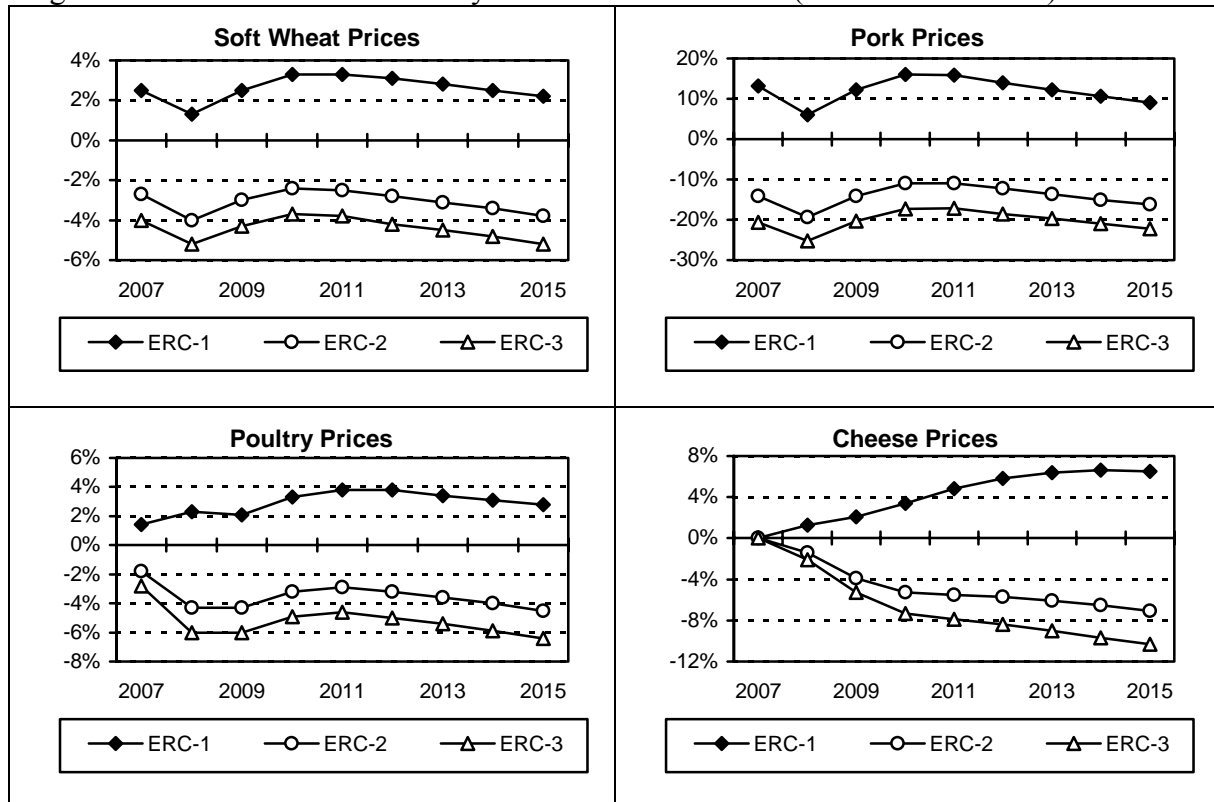 Soft Wheat Prices
4%
2%
0%
-2%
-4%
-6%
2007 2009 2011 2013 2015
ERC-1 ERC-2 ERC-3
Pork Prices
20%
10%
0%
-10%
-20%
-30%
2007 2009 2011 2013 2015
ERC-1 ERC-2 ERC-3
Poultry Prices
6%
4%
2%
0%
-2%
-4%
-6%
-8%
2007 2009 2011 2013 2015
ERC-1 ERC-2 ERC-3
Cheese Prices
8%
4%
0%
-4%
-8%
-12%
2007 2009 2011 2013 2015
ERC-1 ERC-2 ERC-3